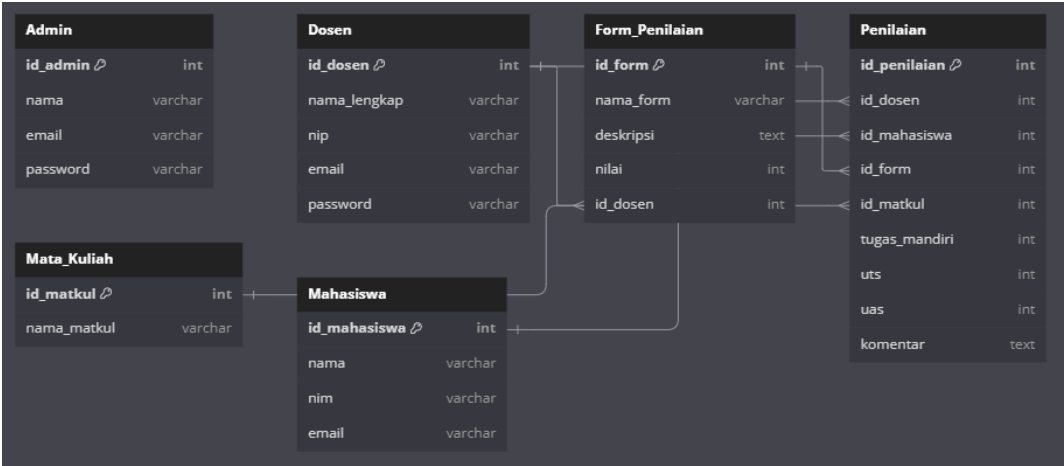 Admin
id_admin int
nama varchar
email varchar
password varchar
Dosen
id_dosen int
nama_lengkap varchar
nip varchar
email varchar
password varchar
Form_Penilaian
id_form int
nama_form varchar
deskripsi text
nilai int
id_dosen int
Penilaian
id_penilaian int
id_dosen int
id_mahasiswa int
id_form int
id_matkul int
tugas_mandiri int
uts int
uas int
komentar text
Mata_Kuliah
id_matkul int
nama_matkul varchar
Mahasiswa
id_mahasiswa int
nama varchar
nim varchar
email varchar